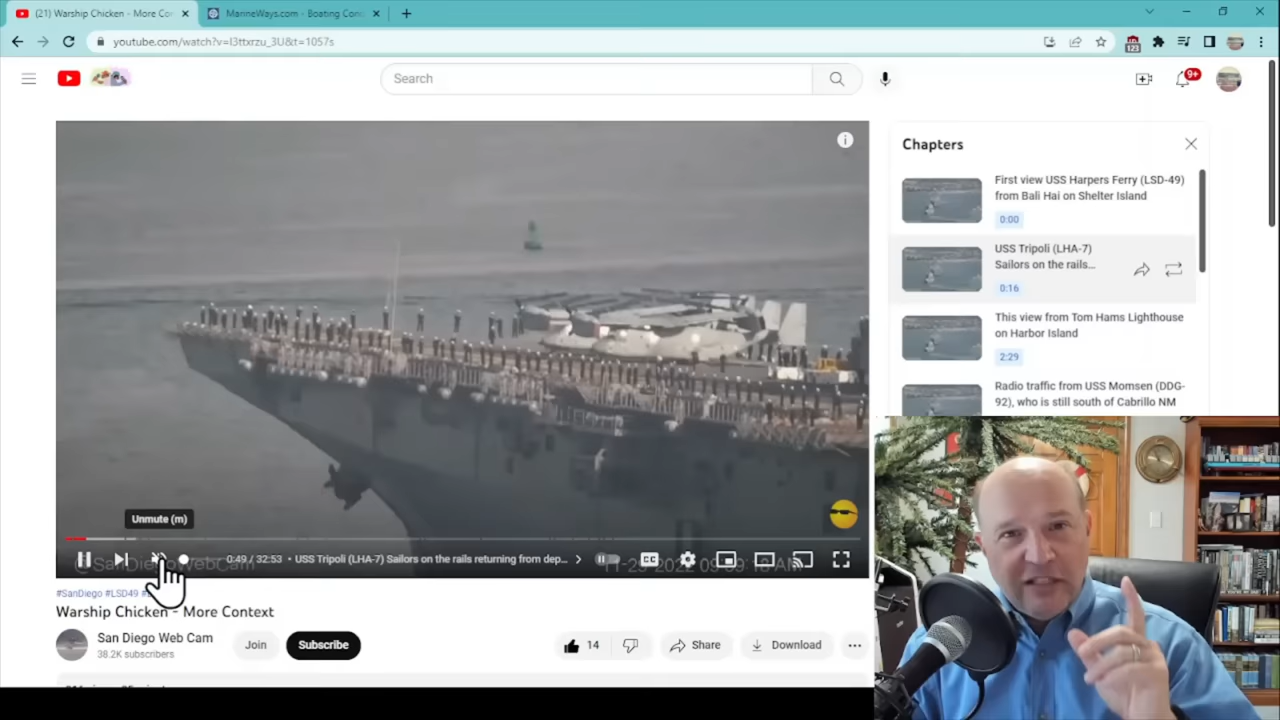 (21) Warship Chicken - More Con
MarineWays.com - Boating Cons
youtube.com/watch?v=I3ttxrzu_3U&t=1057s
123
Search
9+
Chapters
First view USS Harpers Ferry (LSD-49)
from Bali Hai on Shelter Island
0:00
USS Tripoli (LHA-7)
Sailors on the rails...
0:16
This view from Tom Hams Lighthouse
on Harbor Island
2:29
Radio traffic from USS Momsen (DDG-
92), who is still south of Cabrillo NM
Unmute (m)
0:49 / 32:53 • USS Tripoli (LHA-7) Sailors on the rails returning from dep...
CC
#SanDiego #LSD49
Warship Chicken - More Context
San Diego Web Cam
38.2K subscribers
Join
Subscribe
14
Share
Download